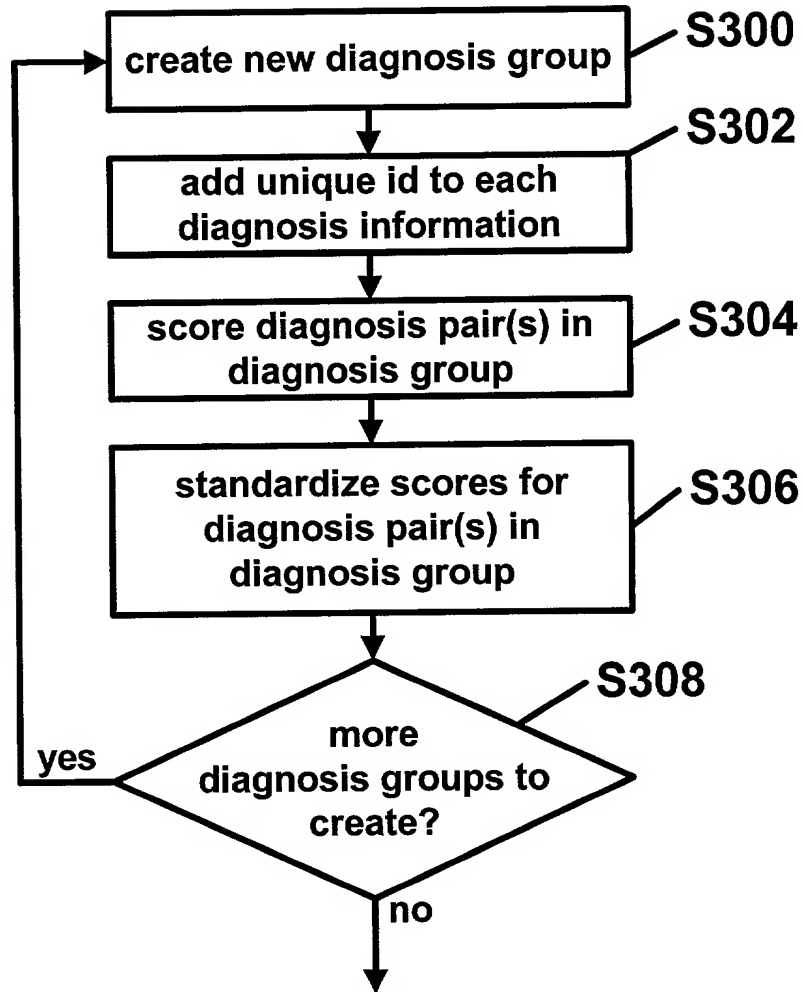 create new diagnosis group
S300
add unique id to each
diagnosis information
S302
score diagnosis pair(s) in
diagnosis group
S304
standardize scores for
diagnosis pair(s) in
diagnosis group
S306
more
diagnosis groups to
create?
S308
yes
no